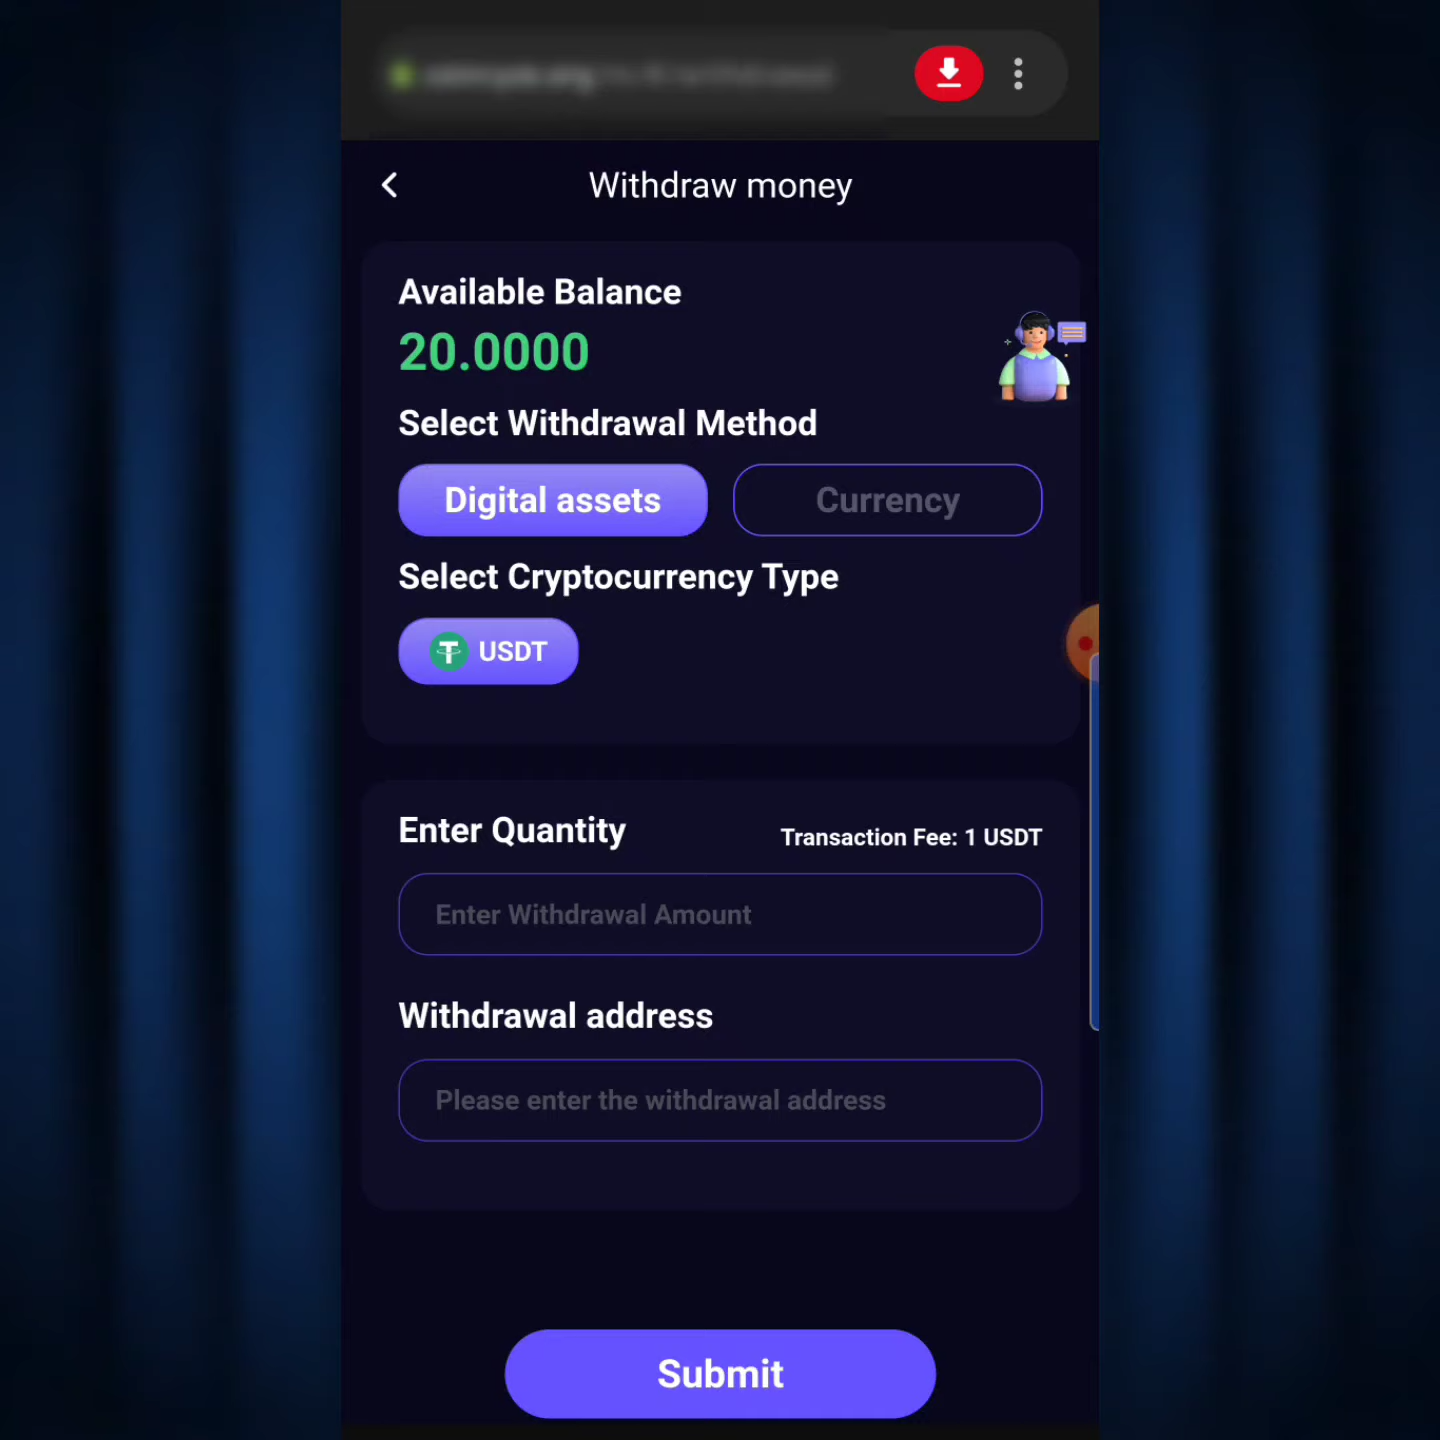 Withdraw money
Available Balance
20.0000
Select Withdrawal Method
Digital assets
Currency
Select Cryptocurrency Type
USDT
Enter Quantity
Transaction Fee: 1 USDT
Enter Withdrawal Amount
Withdrawal address
Please enter the withdrawal address
Submit